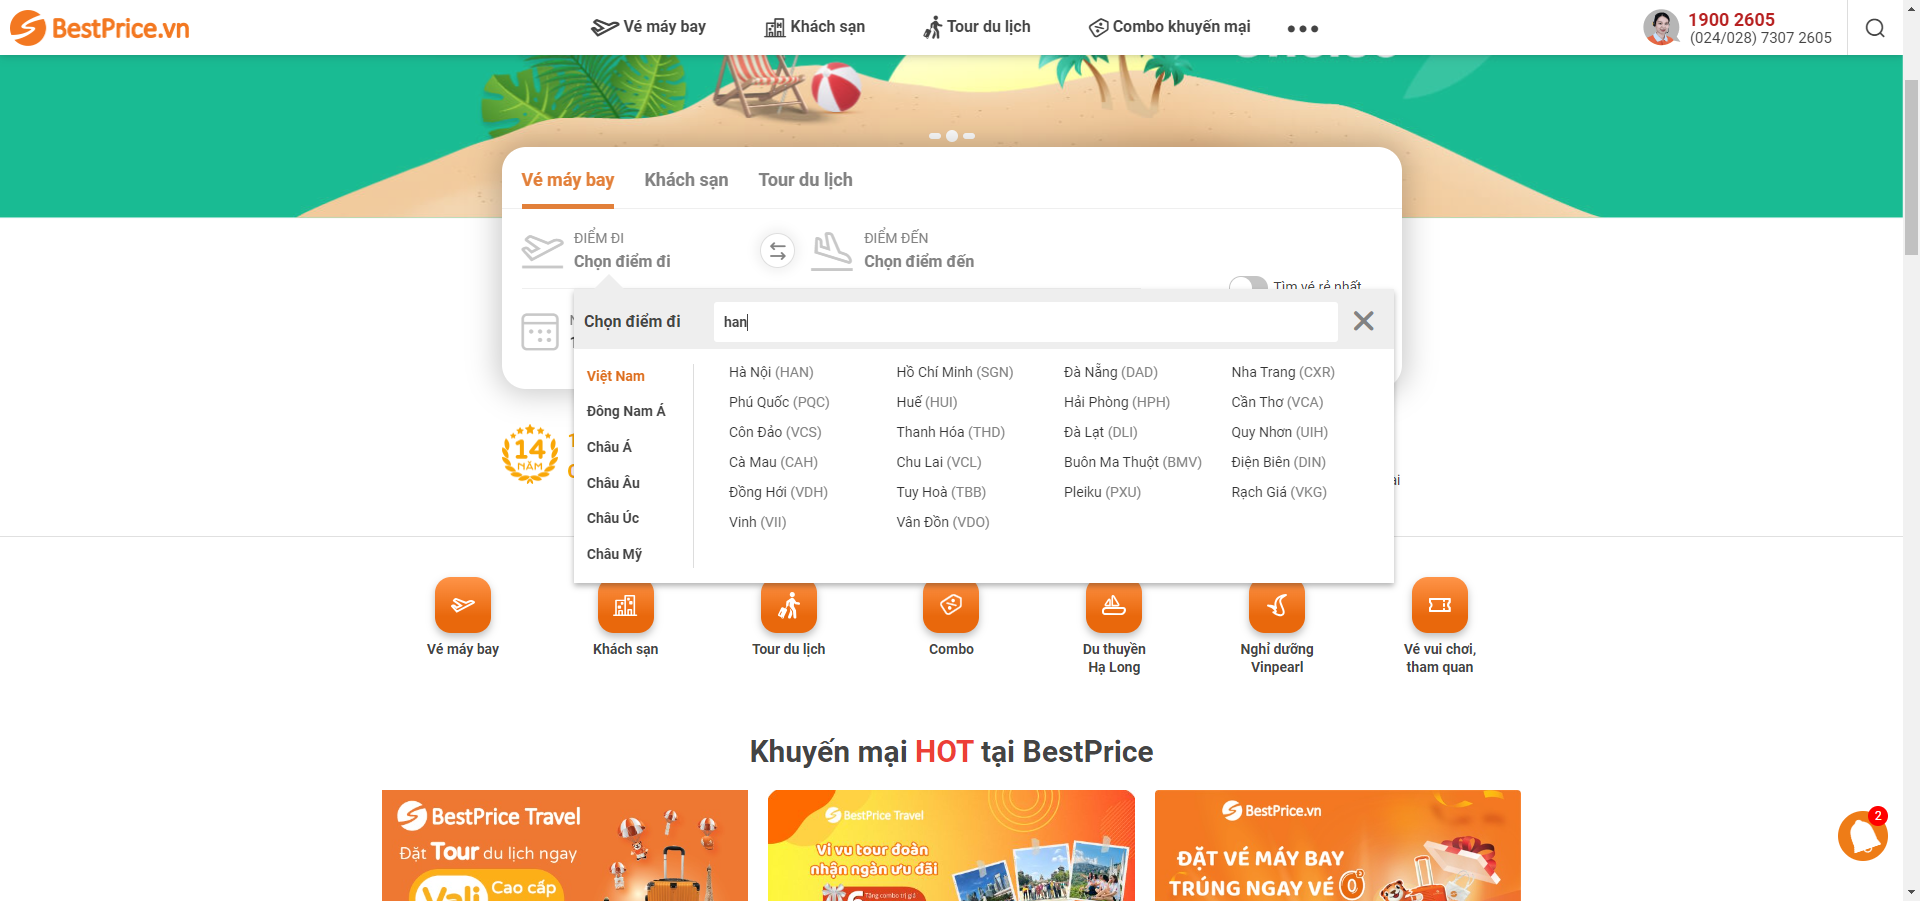 BestPrice.vn
Vé máy bay
Khách sạn
Tour du lịch
Combo khuyến mại
1900 2605
(024/028) 7307 2605
Vé máy bay
Khách sạn
Tour du lịch
ĐIỂM ĐI
Chọn điểm đi
ĐIỂM ĐẾN
Chọn điểm đến
Tìm vé rẻ nhất
Chọn điểm đi
han
Việt Nam
Đông Nam Á
Châu Á
Châu Âu
Châu Úc
Châu Mỹ
Hà Nội (HAN)
Hồ Chí Minh (SGN)
Đà Nẵng (DAD)
Nha Trang (CXR)
Phú Quốc (PQC)
Huế (HUI)
Hải Phòng (HPH)
Cần Thơ (VCA)
Côn Đảo (VCS)
Thanh Hóa (THD)
Đà Lạt (DLI)
Quy Nhơn (UIH)
Cà Mau (CAH)
Chu Lai (VCL)
Buôn Ma Thuột (BMV)
Điện Biên (DIN)
Đồng Hới (VDH)
Tuy Hoà (TBB)
Pleiku (PXU)
Rạch Giá (VKG)
Vinh (VII)
Vân Đồn (VDO)
14
NĂM
Vé máy bay
Khách sạn
Tour du lịch
Combo
Du thuyền
Hạ Long
Nghỉ dưỡng
Vinpearl
Vé vui chơi,
tham quan
Khuyến mại HOT tại BestPrice
BestPrice Travel
Đặt Tour du lịch ngay
Vali Cao cấp
BestPrice Travel
Vi vu tour đoàn
nhận ngàn ưu đãi
Tặng combo trị giá
6
BestPrice.vn
ĐẶT VÉ MÁY BAY
TRÚNG NGAY VÉ 0
2